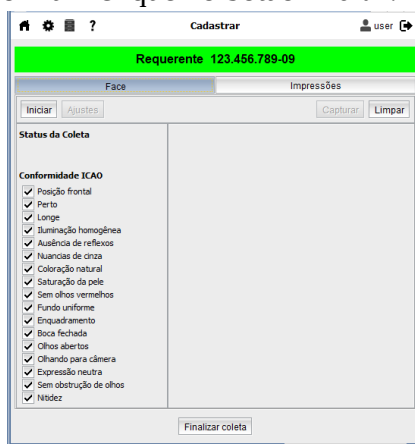 ? Cadastrar user
Requerente 123.456.789-09
Face Impressões
Iniciar Ajustes Capturar Limpar
Status da Coleta
Conformidade ICAO
Posição frontal
Perto
Longe
Iluminação homogênea
Ausência de reflexos
Nuancias de cinza
Coloração natural
Saturação da pele
Sem olhos vermelhos
Fundo uniforme
Enquadramento
Boca fechada
Olhos abertos
Olhando para câmera
Expressão neutra
Sem obstrução de olhos
Nitidez
Finalizar coleta